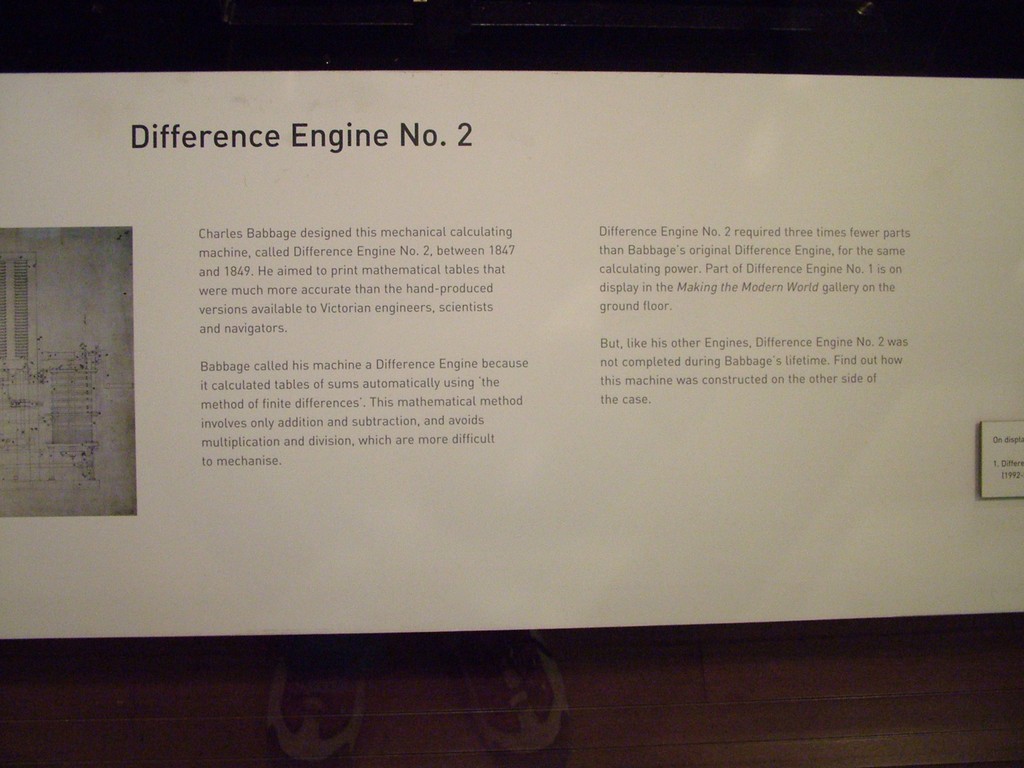 Difference Engine No. 2
Charles Babbage designed this mechanical calculating
machine, called Difference Engine No. 2, between 1847
and 1849. He aimed to print mathematical tables that
were much more accurate than the hand-produced
versions available to Victorian engineers, scientists
and navigators.
Babbage called his machine a Difference Engine because
it calculated tables of sums automatically using 'the
method of finite differences'. This mathematical method
involves only addition and subtraction, and avoids
multiplication and division, which are more difficult
to mechanise.
Difference Engine No. 2 required three times fewer parts
than Babbage's original Difference Engine, for the same
calculating power. Part of Difference Engine No. 1 is on
display in the Making the Modern World gallery on the
ground floor.
But, like his other Engines, Difference Engine No. 2 was
not completed during Babbage's lifetime. Find out how
this machine was constructed on the other side of
the case.
On displa
1. Differe
(1992-